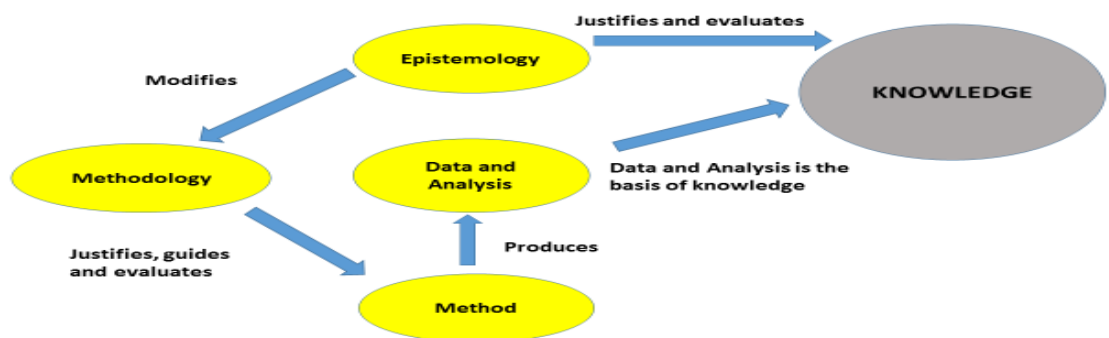 Justifies and evaluates
Epistemology
KNOWLEDGE
Modifies
Methodology
Data and
Analysis
Data and Analysis is the
basis of knowledge
Justifies, guides
and evaluates
Produces
Method